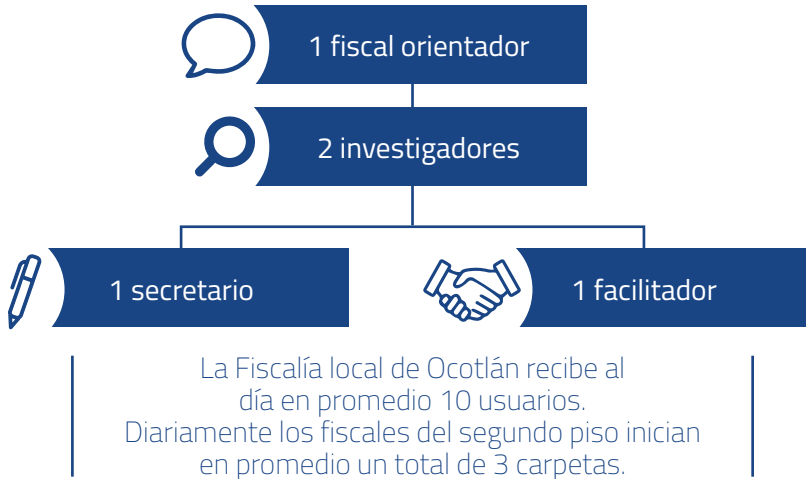 1 fiscal orientador
2 investigadores
1 secretario
1 facilitador
La Fiscalía local de Ocotlán recibe al
día en promedio 10 usuarios.
Diariamente los fiscales del segundo piso inician
en promedio un total de 3 carpetas.